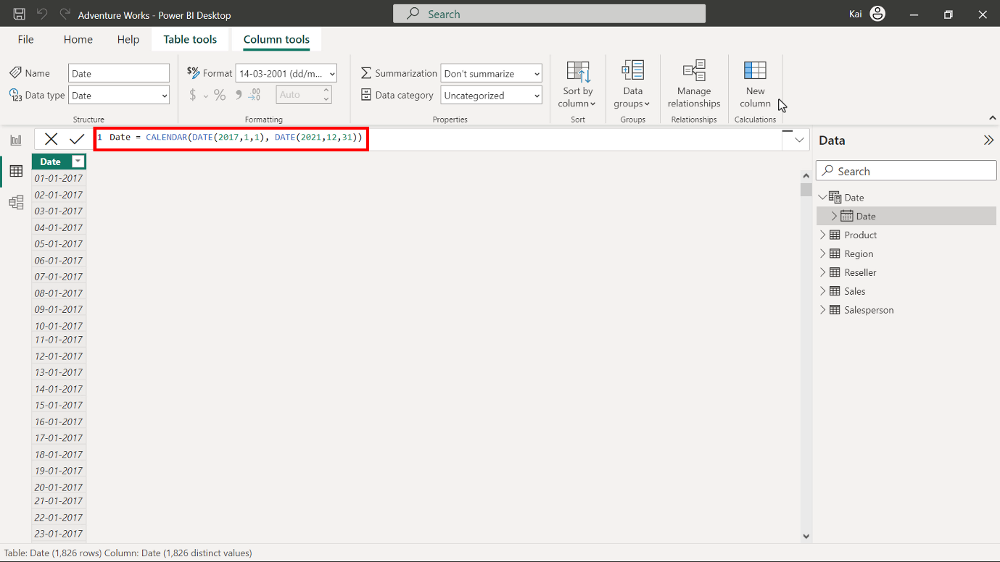 Adventure Works - Power BI Desktop
Search
Kai
File Home Help Table tools Column tools
Name Date
Data type Date
Structure
$% Format 14-03-2001 (dd/m...
$ % 9 .00 →0 Auto
Formatting
Summarization Don't summarize
Data category Uncategorized
Properties
Sort by
column
Sort
Data
groups
Groups
Manage
relationships
Relationships
New
column
Calculations
1 Date = CALENDAR(DATE(2017,1,1), DATE(2021,12,31))
Date
01-01-2017
02-01-2017
03-01-2017
04-01-2017
05-01-2017
06-01-2017
07-01-2017
08-01-2017
09-01-2017
10-01-2017
11-01-2017
12-01-2017
13-01-2017
14-01-2017
15-01-2017
16-01-2017
17-01-2017
18-01-2017
19-01-2017
20-01-2017
21-01-2017
22-01-2017
23-01-2017
Data
Search
Date
Date
Product
Region
Reseller
Sales
Salesperson
Table: Date (1,826 rows) Column: Date (1,826 distinct values)